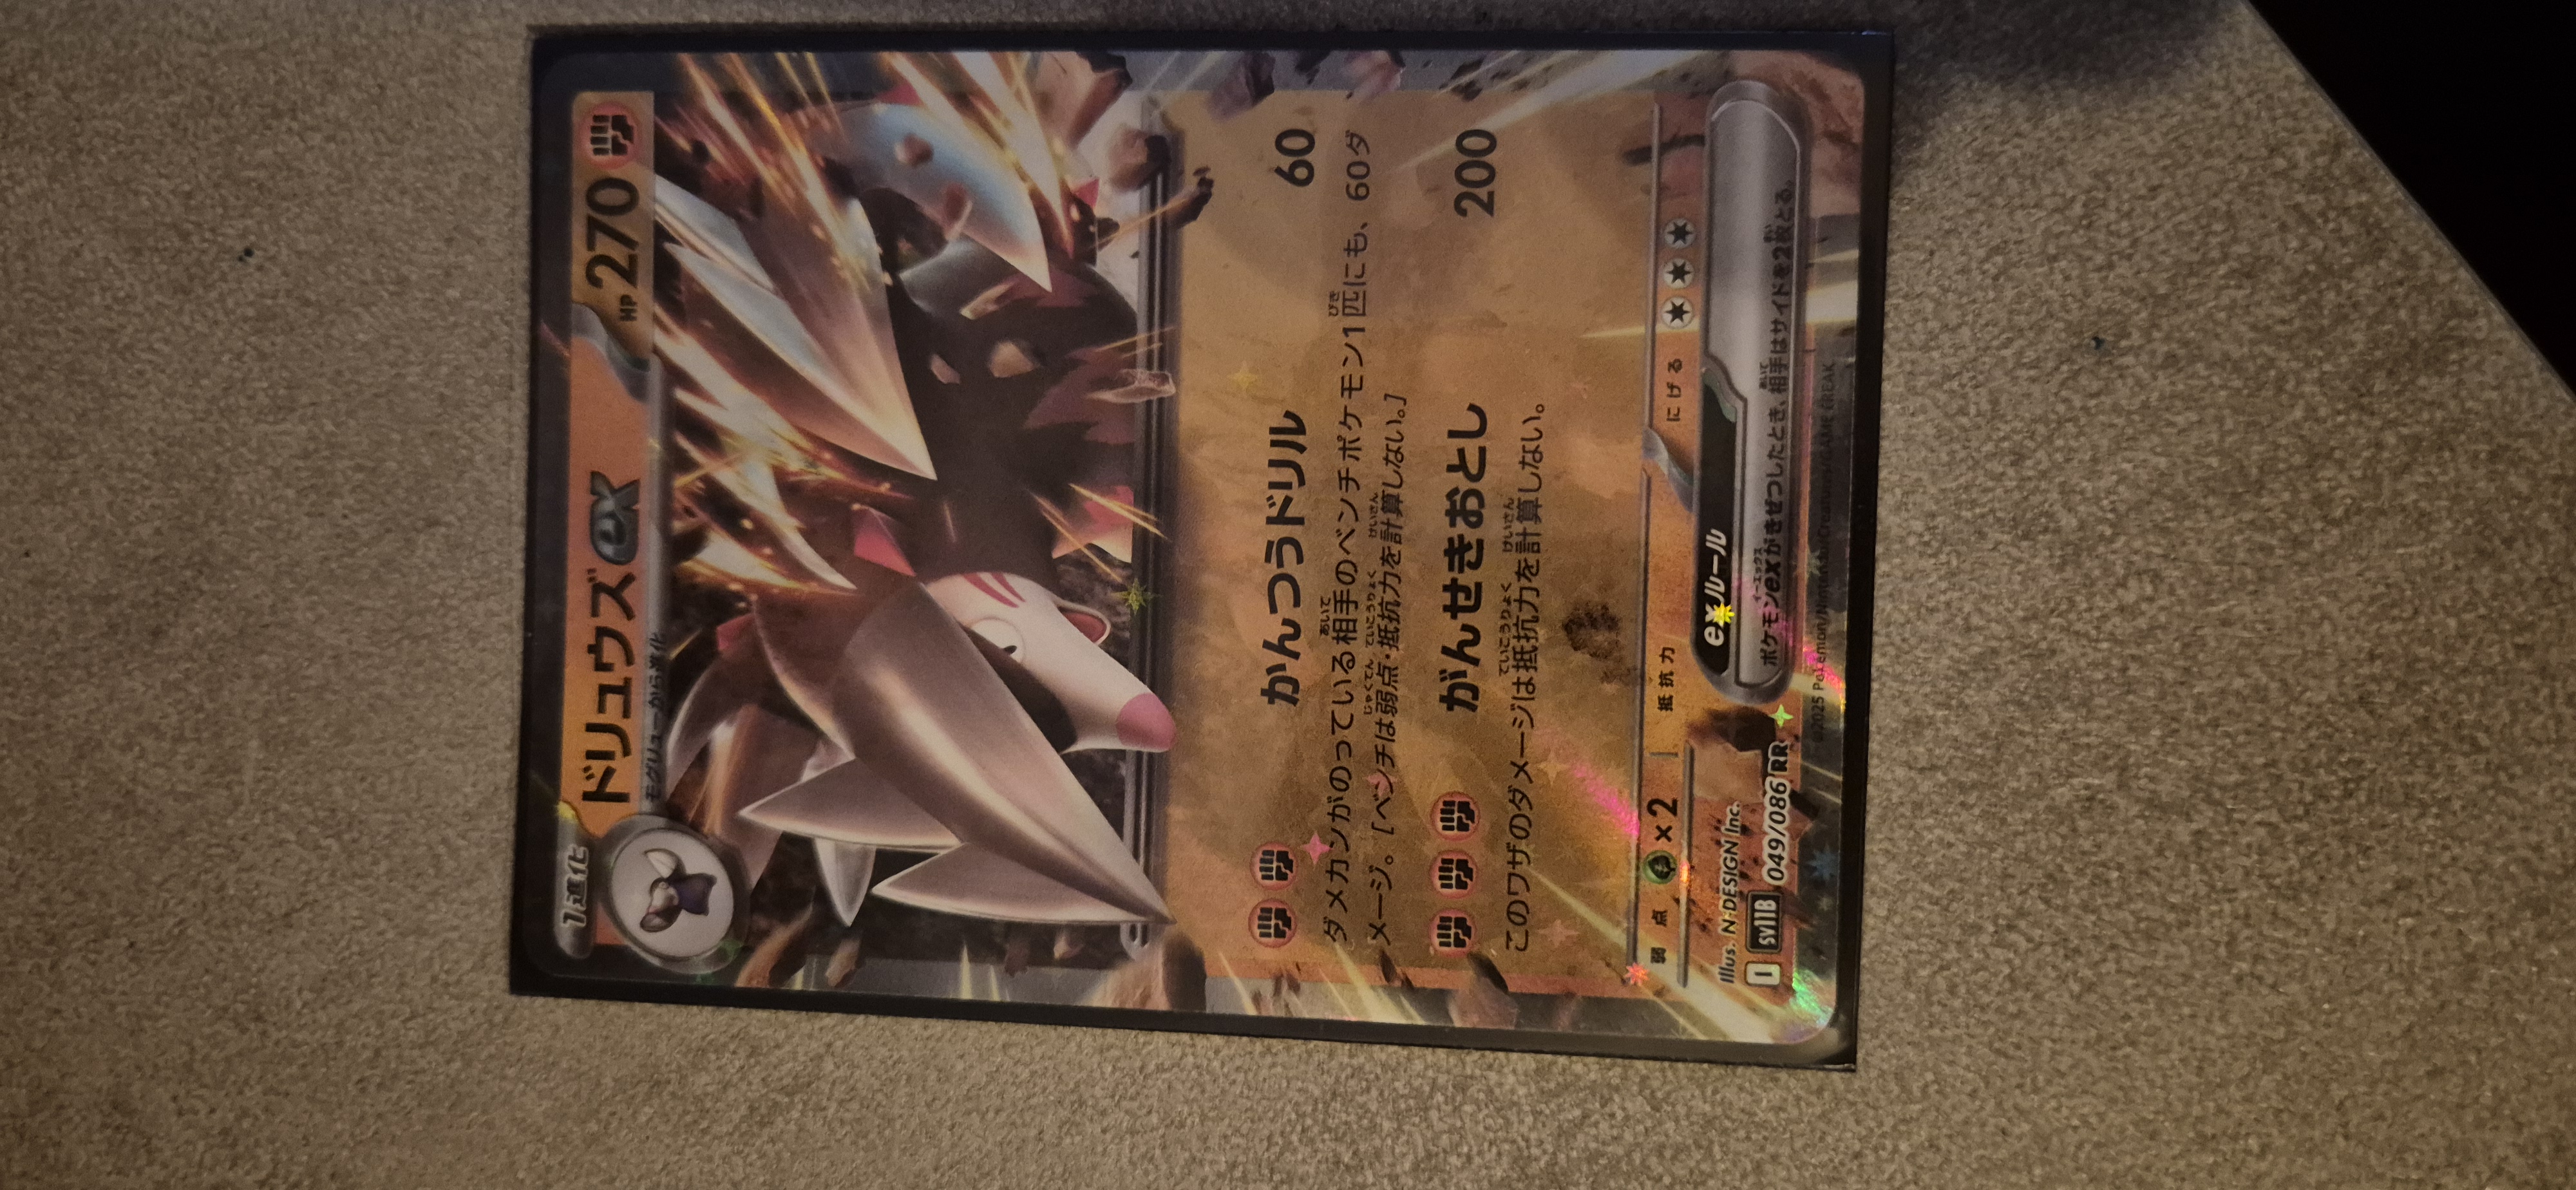 1進化
ドリュウズex
HP 270
モグリューから進化
かんつうドリル 60
ダメカンがのっている相手のベンチポケモン1匹にも、60ダ
メージ。[ベンチは弱点・抵抗力を計算しない。]
がんせきおとし 200
このワザのダメージは抵抗力を計算しない。
弱点 ×2 抵抗力 にげる
Illus. N-DESIGN Inc.
I SV11B 049/086 RR
exルール
ポケモンexがきぜつしたとき、相手はサイドを2枚とる。
©2025 Pokémon/Nintendo/Creatures/GAME FREAK